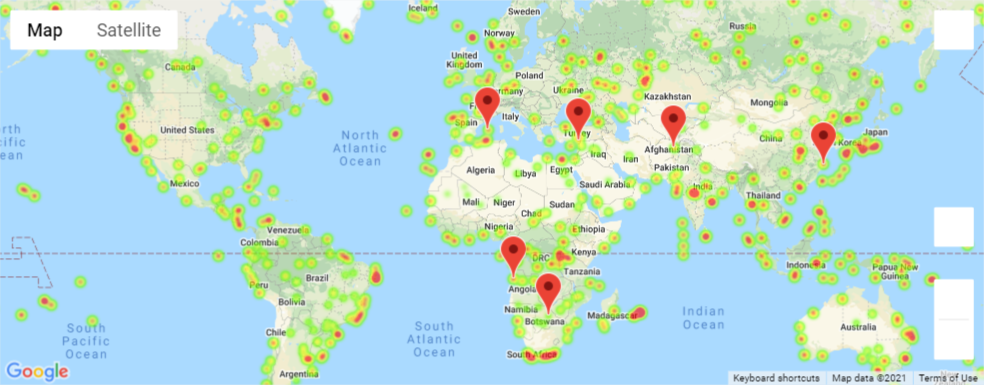 Map
Satellite
Iceland
Sweden
Norway
Russia
United
Kingdom
Canada
Poland
Ukraine
Kazakhstan
Mongolia
Spain
Italy
Turkey
United States
North
Atlantic
Ocean
China
Japan
Afghanistan
Iraq
Iran
Pakistan
Algeria
Libya
Egypt
Saudi Arabia
India
Mexico
Mali
Niger
Chad
Sudan
Thailand
Nigeria
Ethiopia
Venezuela
Colombia
DRC
Kenya
Tanzania
Indonesia
Papua New
Guinea
Peru
Brazil
Angola
Bolivia
Namibia
Botswana
Madagascar
Indian
Ocean
Australia
South
Pacific
Ocean
South
Atlantic
Ocean
Chile
South Africa
Argentina
Google
Keyboard shortcuts
Map data ©2021
Terms of Use